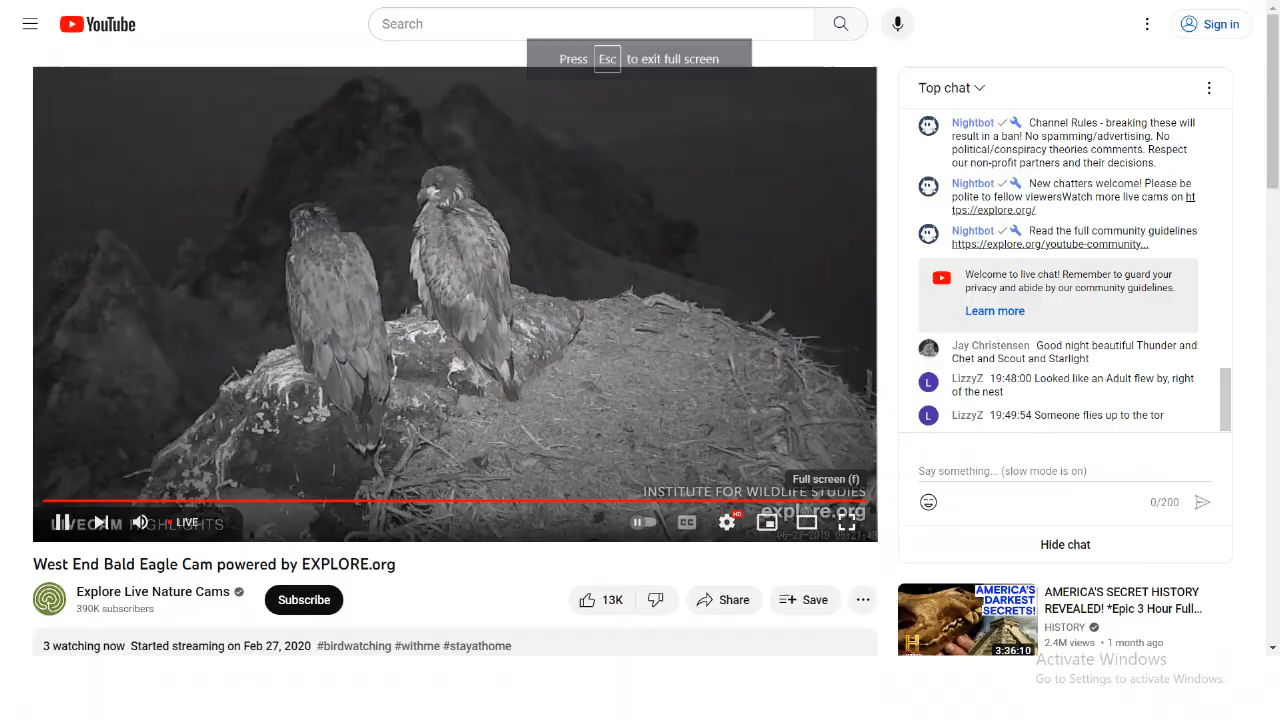 YouTube
Search
Sign in
Press Esc to exit full screen
Top chat
Nightbot Channel Rules - breaking these will
result in a ban! No spamming/advertising. No
political/conspiracy theories comments. Respect
our non-profit partners and their decisions.
Nightbot New chatters welcome! Please be
polite to fellow viewersWatch more live cams on ht
tps://explore.org/
Nightbot Read the full community guidelines
https://explore.org/youtube-community...
Welcome to live chat! Remember to guard your
privacy and abide by our community guidelines.
Learn more
Jay Christensen Good night beautiful Thunder and
Chet and Scout and Starlight
L LizzyZ 19:48:00 Looked like an Adult flew by, right
of the nest
L LizzyZ 19:49:54 Someone flies up to the tor
Say something... (slow mode is on)
0/200
Hide chat
Full screen (f)
INSTITUTE FOR WILDLIFE STUDIES
explore.org
LIVECAM HIGHLIGHTS
LIVE
CC
HD
West End Bald Eagle Cam powered by EXPLORE.org
Explore Live Nature Cams
390K subscribers
Subscribe
13K
Share
Save
3 watching now Started streaming on Feb 27, 2020 #birdwatching #withme #stayathome
AMERICA'S
DARKEST
SECRETS!
H
HISTORY
3:36:10
AMERICA'S SECRET HISTORY
REVEALED! *Epic 3 Hour Full...
HISTORY
2.4M views • 1 month ago
Activate Windows
Go to Settings to activate Windows.